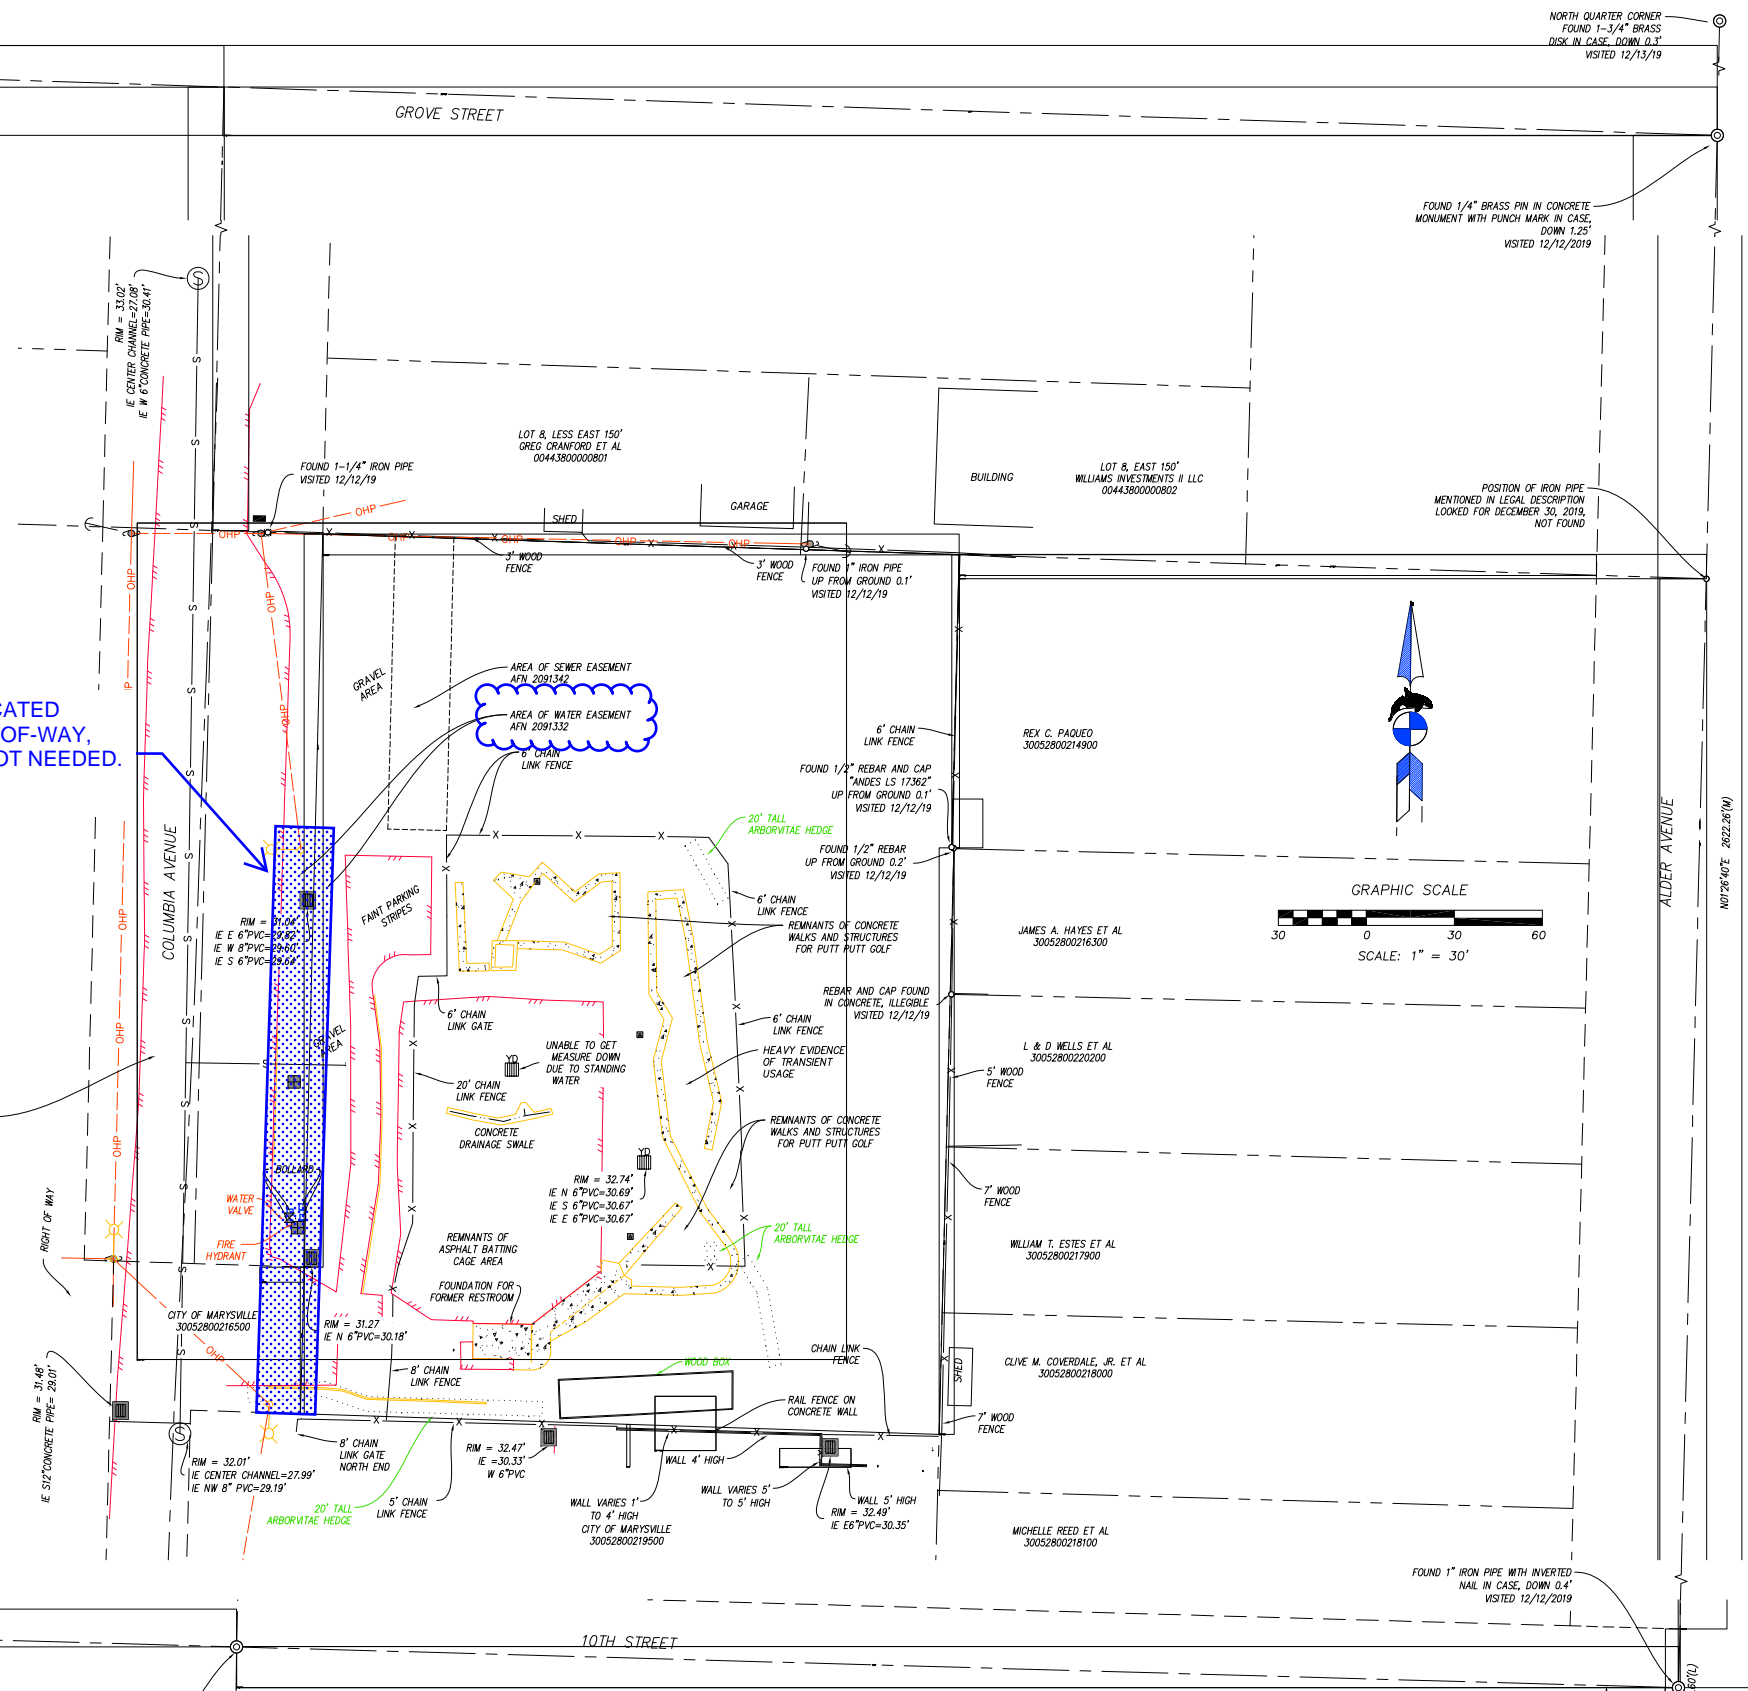 NORTH QUARTER CORNER
FOUND 1-3/4" BRASS
DISK IN CASE, DOWN 0.3'
VISITED 12/13/19
GROVE STREET
FOUND 1/4" BRASS PIN IN CONCRETE
MONUMENT WITH PUNCH MARK IN CASE,
DOWN 1.25'
VISITED 12/12/2019
RIM = 33.02'
IE CENTER CHANNEL=27.08'
IE W 6"CONCRETE PIPE=30.41'
FOUND 1-1/4" IRON PIPE
VISITED 12/12/19
LOT 8, LESS EAST 150'
GREG CRANFORD ET AL
00443800000801
GARAGE
SHED
BUILDING
LOT 8, EAST 150'
WILLIAMS INVESTMENTS II LLC
00443800000802
POSITION OF IRON PIPE
MENTIONED IN LEGAL DESCRIPTION
LOOKED FOR DECEMBER 30, 2019,
NOT FOUND
OHP
OHP
OHP
OHP
OHP
OHP
3' WOOD
FENCE
3' WOOD
FENCE
FOUND 1" IRON PIPE
UP FROM GROUND 0.1'
VISITED 12/12/19
OHP
OHP
OHP
GRAVEL
AREA
AREA OF SEWER EASEMENT
AFN 2091342
AREA OF WATER EASEMENT
AFN 2091332
6' CHAIN
LINK FENCE
CATED
OF-WAY,
OT NEEDED.
6' CHAIN
LINK FENCE
REX C. PAQUEO
30052800214900
FOUND 1/2" REBAR AND CAP
"ANDES LS 17362"
UP FROM GROUND 0.1'
VISITED 12/12/19
20' TALL
ARBORVITAE HEDGE
FOUND 1/2" REBAR
UP FROM GROUND 0.2'
VISITED 12/12/19
COLUMBIA AVENUE
ALDER AVENUE
N01°26'40"E 2622.26'(M)
FAINT PARKING
STRIPES
6' CHAIN
LINK FENCE
GRAPHIC SCALE
30 0 30 60
SCALE: 1" = 30'
RIM = 31.04'
IE E 6"PVC=29.82'
IE W 8"PVC=29.60'
IE S 6"PVC=29.64'
REMNANTS OF CONCRETE
WALKS AND STRUCTURES
FOR PUTT PUTT GOLF
JAMES A. HAYES ET AL
30052800216300
REBAR AND CAP FOUND
IN CONCRETE, ILLEGIBLE
VISITED 12/12/19
6' CHAIN
LINK GATE
6' CHAIN
LINK FENCE
GRAVEL
AREA
OHP
OHP
YD
UNABLE TO GET
MEASURE DOWN
DUE TO STANDING
WATER
HEAVY EVIDENCE
OF TRANSIENT
USAGE
L & D WELLS ET AL
30052800220200
5' WOOD
FENCE
20' CHAIN
LINK FENCE
CONCRETE
DRAINAGE SWALE
REMNANTS OF CONCRETE
WALKS AND STRUCTURES
FOR PUTT PUTT GOLF
YD
BOLLARD
RIM = 32.74'
IE N 6"PVC=30.69'
IE S 6"PVC=30.67'
IE E 6"PVC=30.67'
WATER
VALVE
FIRE
HYDRANT
RIGHT OF WAY
7' WOOD
FENCE
20' TALL
ARBORVITAE HEDGE
REMNANTS OF
ASPHALT BATTING
CAGE AREA
WILLIAM T. ESTES ET AL
30052800217900
FOUNDATION FOR
FORMER RESTROOM
CITY OF MARYSVILLE
30052800216500
RIM = 31.27
IE N 6"PVC=30.18'
OHP
CHAIN LINK
FENCE
8' CHAIN
LINK FENCE
WOOD BOX
SHED
CLIVE M. COVERDALE, JR. ET AL
30052800218000
RIM = 31.48'
IE S12"CONCRETE PIPE= 29.01'
RAIL FENCE ON
CONCRETE WALL
7' WOOD
FENCE
8' CHAIN
LINK GATE
NORTH END
RIM = 32.01'
IE CENTER CHANNEL=27.99'
IE NW 8" PVC=29.19'
RIM = 32.47'
IE =30.33'
W 6"PVC
WALL 4' HIGH
WALL VARIES 5'
TO 5' HIGH
WALL 5' HIGH
RIM = 32.49'
IE E6"PVC=30.35'
20' TALL
ARBORVITAE HEDGE
5' CHAIN
LINK FENCE
WALL VARIES 1'
TO 4' HIGH
CITY OF MARYSVILLE
30052800219500
MICHELLE REED ET AL
30052800218100
FOUND 1" IRON PIPE WITH INVERTED
NAIL IN CASE, DOWN 0.4'
VISITED 12/12/2019
10TH STREET
.60'(L)